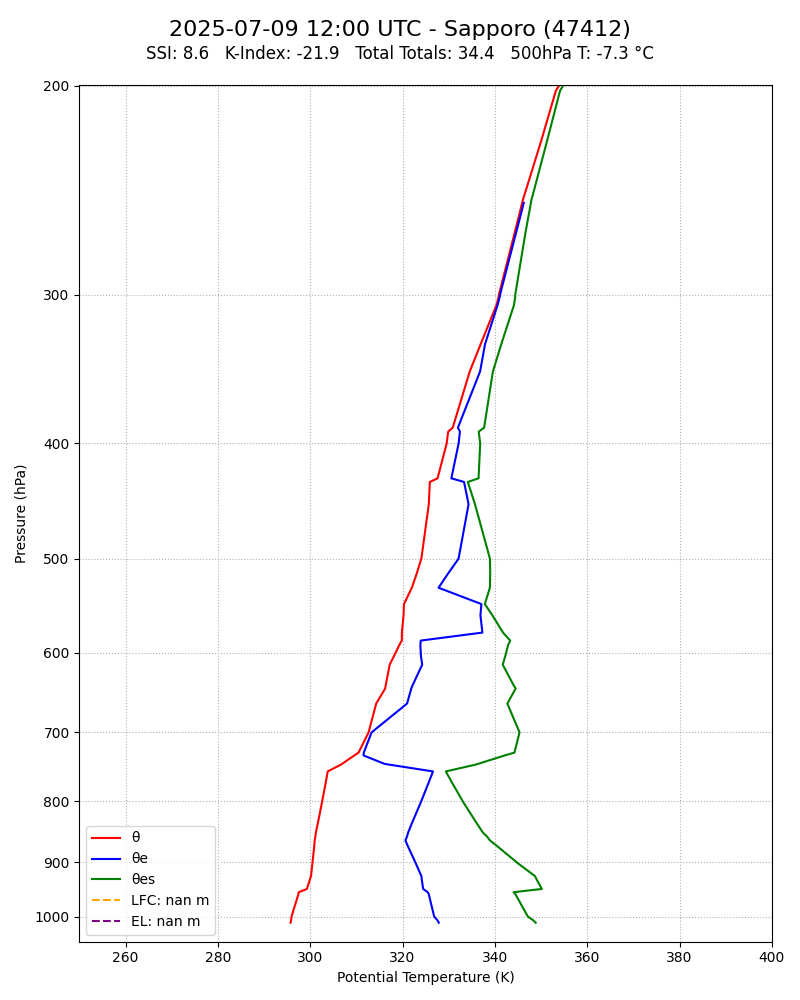 2025-07-09 12:00 UTC - Sapporo (47412)
SSI: 8.6 K-Index: -21.9 Total Totals: 34.4 500hPa T: -7.3 °C
200
300
400
500
600
700
800
900
1000
Pressure (hPa)
θ
θe
θes
LFC: nan m
EL: nan m
260 280 300 320 340 360 380 400
Potential Temperature (K)